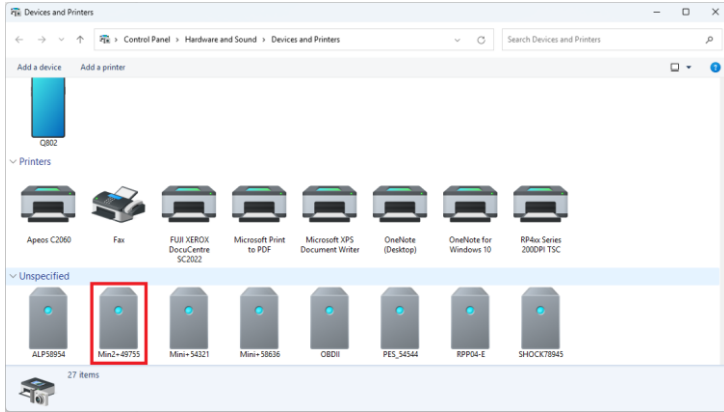 Devices and Printers
Control Panel > Hardware and Sound > Devices and Printers
Search Devices and Printers
Add a device Add a printer
Q802
Printers
Apeos C2060
Fax
FUJI XEROX
DocuCentre
SC2022
Microsoft Print
to PDF
Microsoft XPS
Document Writer
OneNote
(Desktop)
OneNote for
Windows 10
RP4xx Series
200DPI TSC
Unspecified
ALP58954
Min2+49755
Mini+54321
Mini+58636
OBDII
PES_54544
RPP04-E
SHOCK78945
27 items